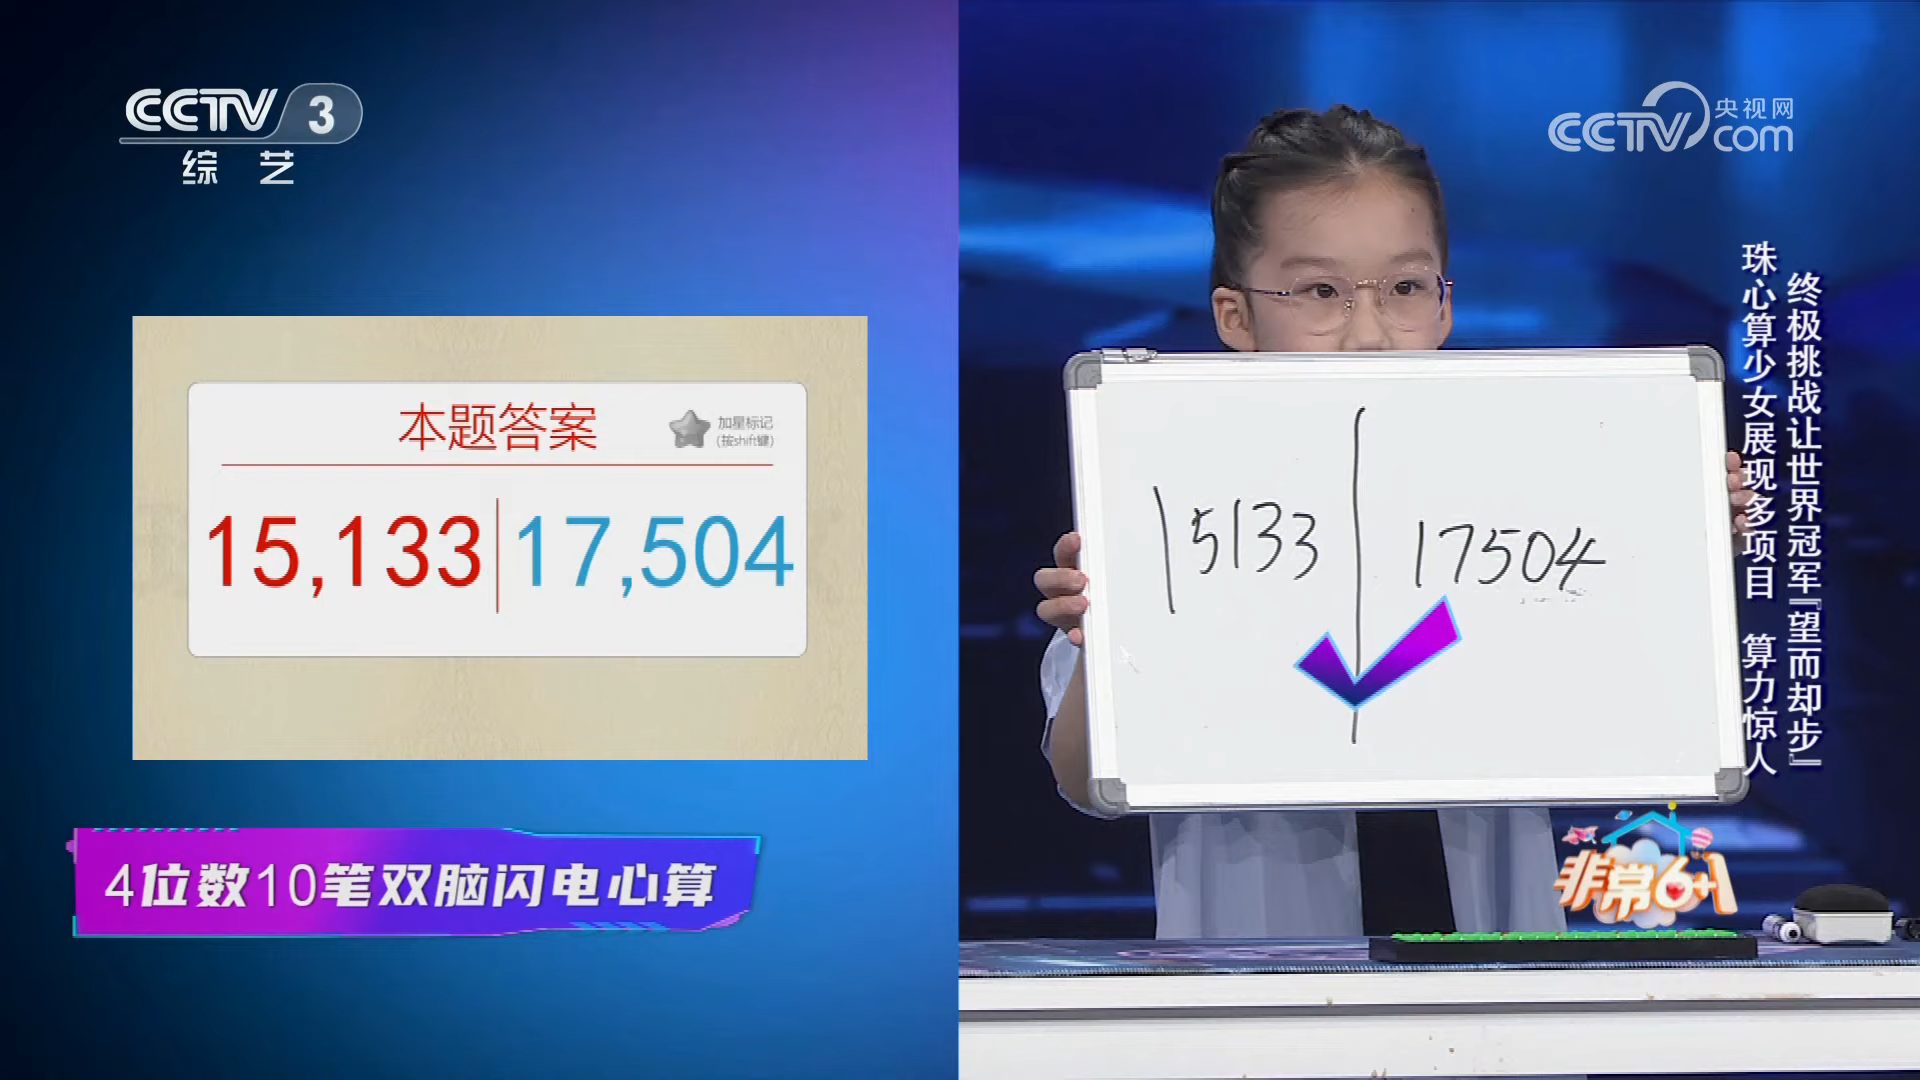 CCTV 3
综 艺
本题答案
加星标记
(按shift键)
15,133 17,504
4位数10笔双脑闪电心算
CCTV 央视网
com
15133 17504
终极挑战让世界冠军『望而却步』
珠心算少女展现多项目 算力惊人
非常6+1